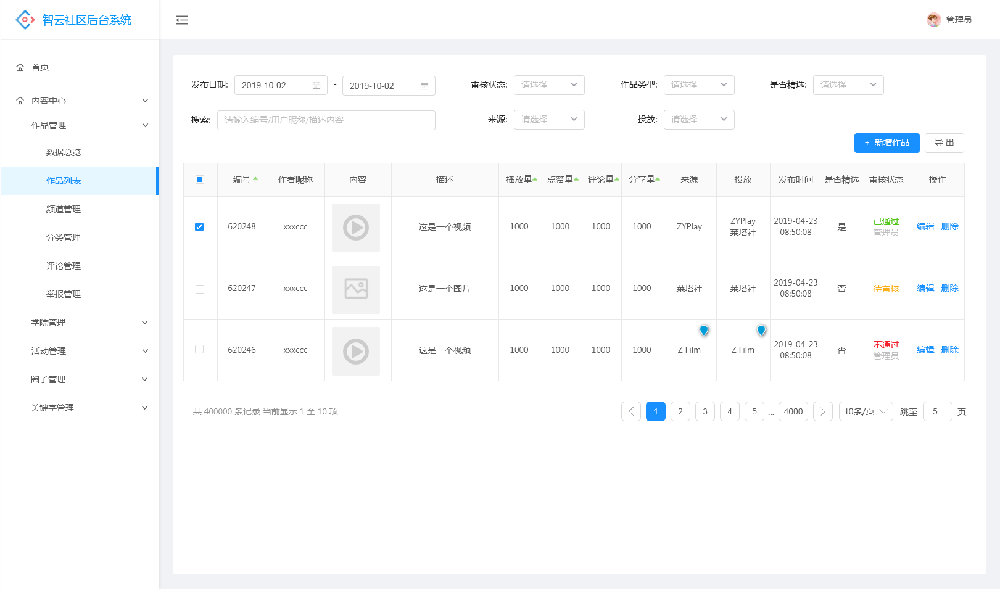 智云社区后台系统
管理员
首页
内容中心
作品管理
数据总览
作品列表
频道管理
分类管理
评论管理
举报管理
学院管理
活动管理
圈子管理
关键字管理
发布日期: 2019-10-02 - 2019-10-02 审核状态: 请选择 作品类型: 请选择 是否精选: 请选择
搜索: 请输入编号/用户昵称/描述内容 来源: 请选择 投放: 请选择
+ 新增作品 导 出
编号 作者昵称 内容 描述 播放量 点赞量 评论量 分享量 来源 投放 发布时间 是否精选 审核状态 操作
620248 xxxccc 这是一个视频 1000 1000 1000 1000 ZYPlay ZYPlay 莱塔社 2019-04-23 08:50:08 是 已通过 管理员 编辑 删除
620247 xxxccc 这是一个图片 1000 1000 1000 1000 莱塔社 莱塔社 2019-04-23 08:50:08 否 待审核 编辑 删除
620246 xxxccc 这是一个视频 1000 1000 1000 1000 Z Film Z Film 2019-04-23 08:50:08 否 不通过 管理员 编辑 删除
共 400000 条记录 当前显示 1 至 10 项 1 2 3 4 5 ... 4000 10条/页 跳至 5 页